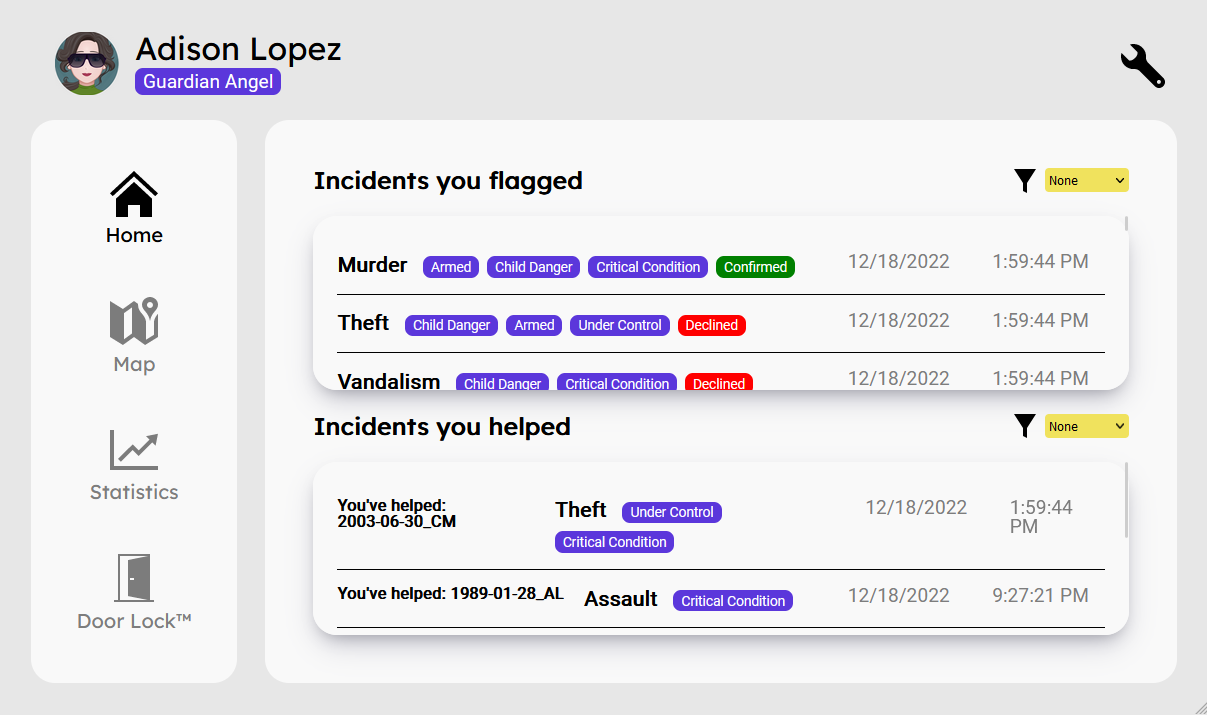 Adison Lopez
Guardian Angel
Home
Map
Statistics
Door Lock™
Incidents you flagged
None
Murder Armed Child Danger Critical Condition Confirmed 12/18/2022 1:59:44 PM
Theft Child Danger Armed Under Control Declined 12/18/2022 1:59:44 PM
Vandalism Child Danger Critical Condition Declined 12/18/2022 1:59:44 PM
Incidents you helped
None
You've helped:
2003-06-30_CM
Theft Under Control
Critical Condition
12/18/2022
1:59:44
PM
You've helped: 1989-01-28_AL Assault Critical Condition 12/18/2022 9:27:21 PM